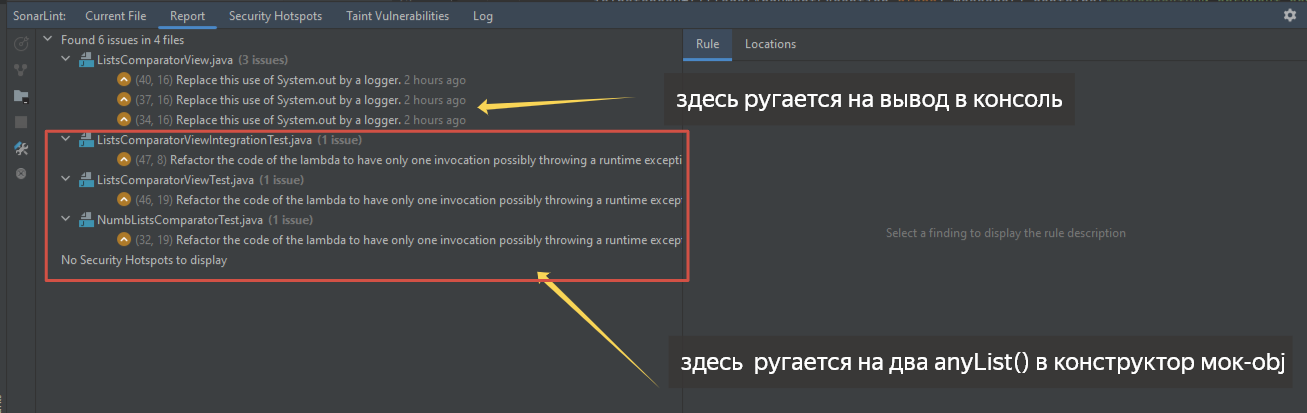 SonarLint: Current File Report Security Hotspots Taint Vulnerabilities Log
Found 6 issues in 4 files
Rule Locations
ListsComparatorView.java (3 issues)
(40, 16) Replace this use of System.out by a logger. 2 hours ago
(37, 16) Replace this use of System.out by a logger. 2 hours ago
здесь ругается на вывод в консоль
(34, 16) Replace this use of System.out by a logger. 2 hours ago
ListsComparatorViewIntegrationTest.java (1 issue)
(47, 8) Refactor the code of the lambda to have only one invocation possibly throwing a runtime excepti
ListsComparatorViewTest.java (1 issue)
(46, 19) Refactor the code of the lambda to have only one invocation possibly throwing a runtime excep
NumbListsComparatorTest.java (1 issue)
Select a finding to display the rule description
(32, 19) Refactor the code of the lambda to have only one invocation possibly throwing a runtime excep
No Security Hotspots to display
здесь ругается на два anyList() в конструктор мок-obj